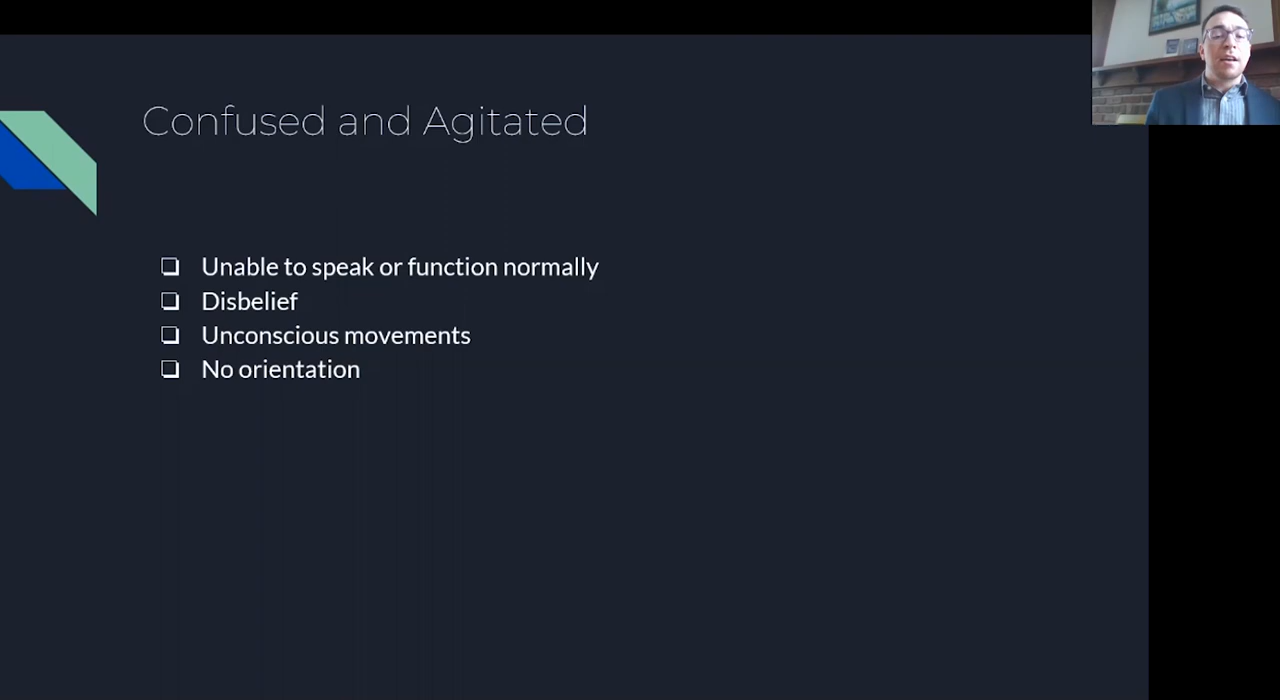 Confused and Agitated
❏ Unable to speak or function normally
❏ Disbelief
❏ Unconscious movements
❏ No orientation